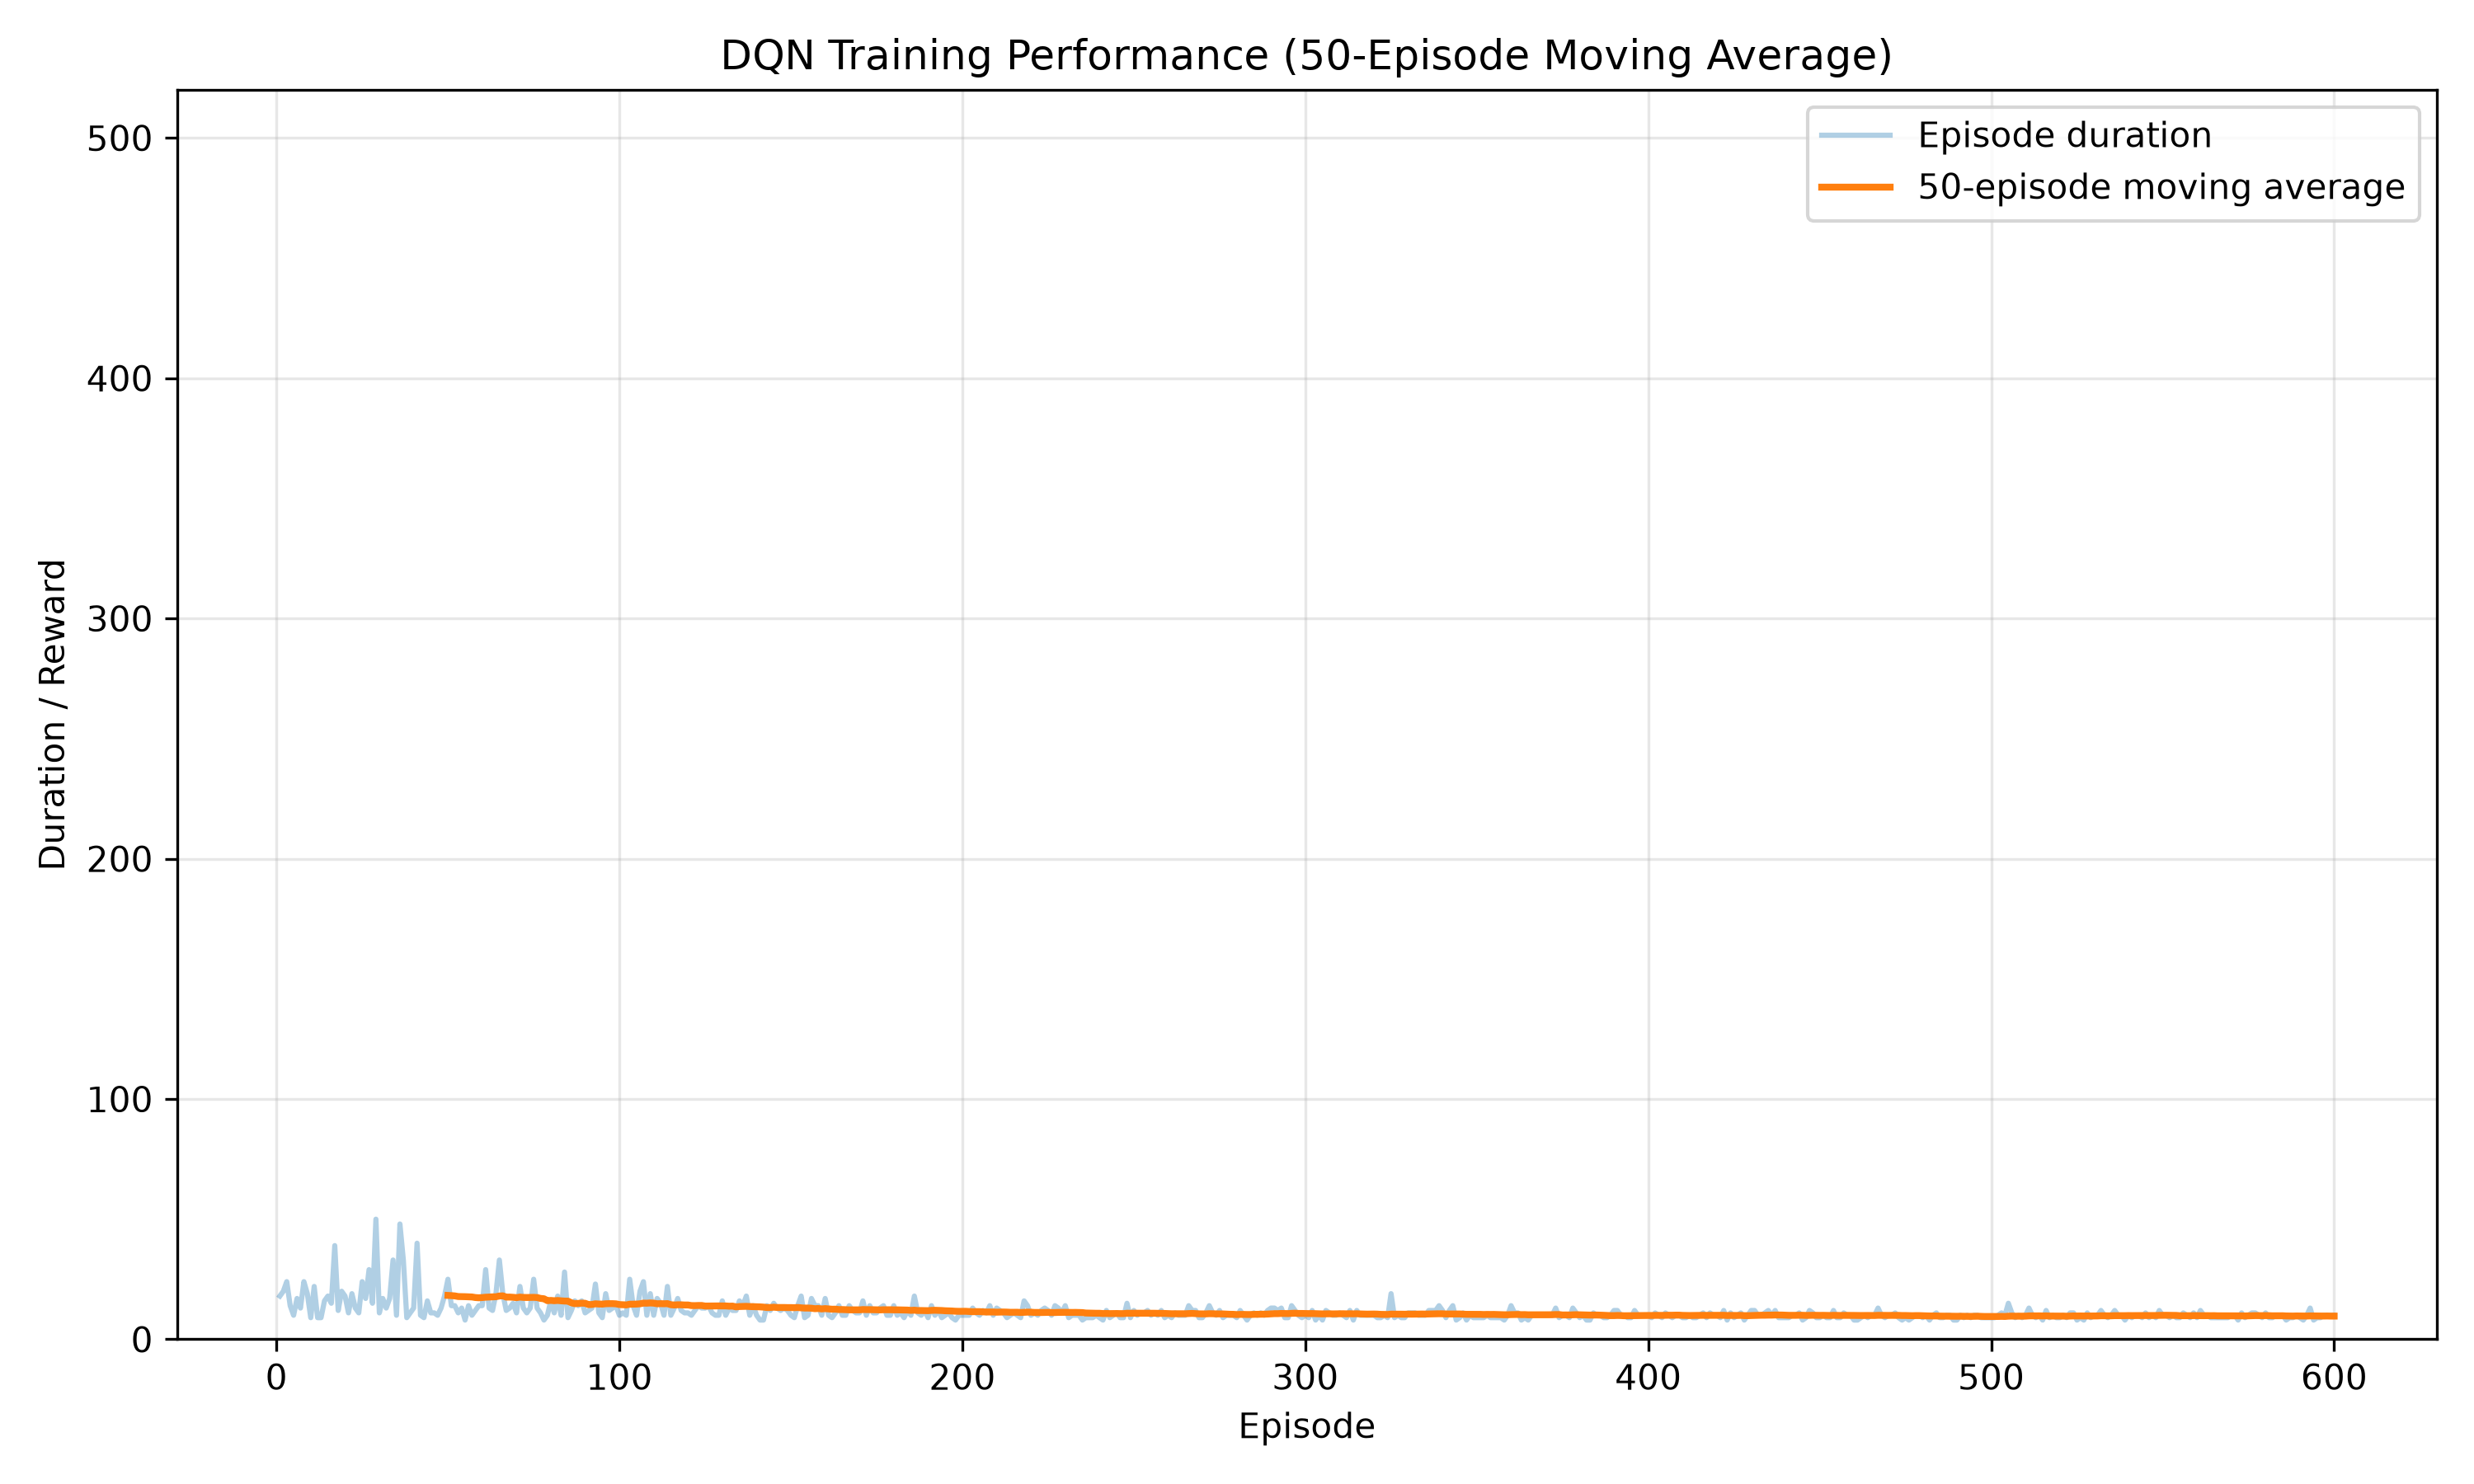 DQN Training Performance (50-Episode Moving Average)
Episode duration
50-episode moving average
Duration / Reward
500
400
300
200
100
0
0 100 200 300 400 500 600
Episode